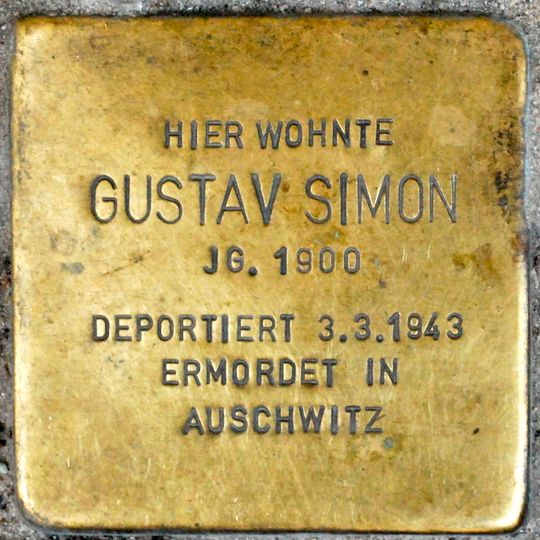 HIER WOHNTE
GUSTAV SIMON
JG. 1900
DEPORTIERT 3.3.1943
ERMORDET IN
AUSCHWITZ